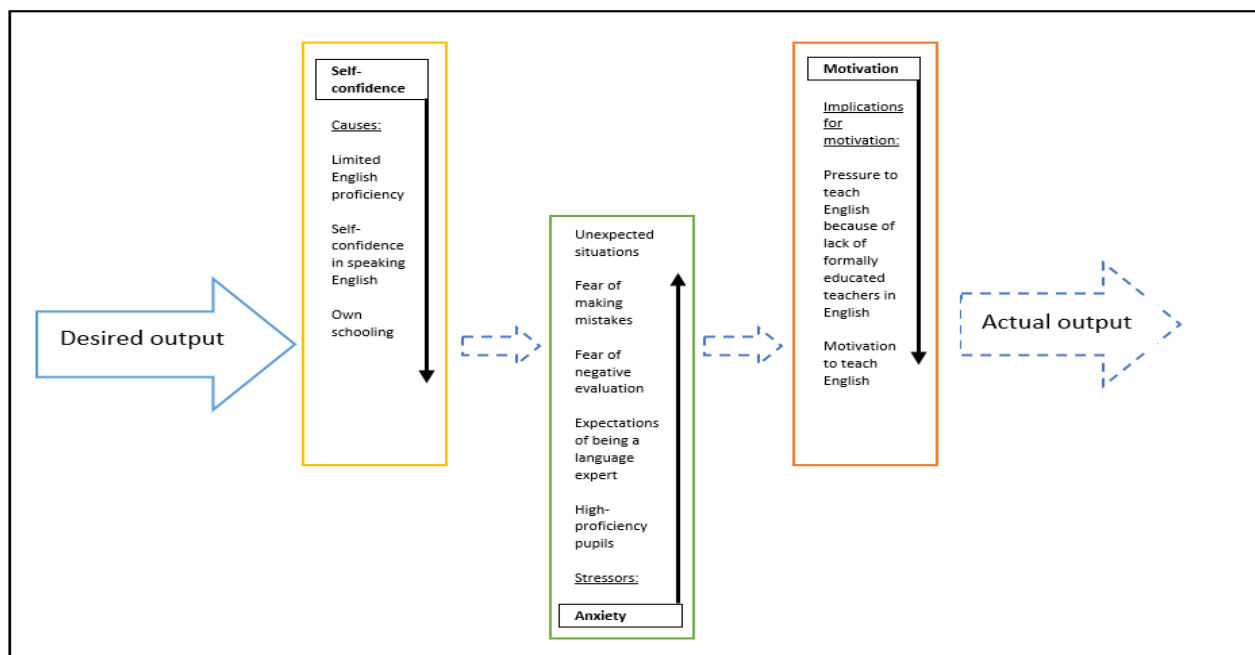 Desired output
Self-
confidence
Causes:
Limited
English
proficiency
Self-
confidence
in speaking
English
Own
schooling
Unexpected
situations
Fear of
making
mistakes
Fear of
negative
evaluation
Expectations
of being a
language
expert
High-
proficiency
pupils
Stressors:
Anxiety
Motivation
Implications
for
motivation:
Pressure to
teach
English
because of
lack of
formally
educated
teachers in
English
Motivation
to teach
English
Actual output